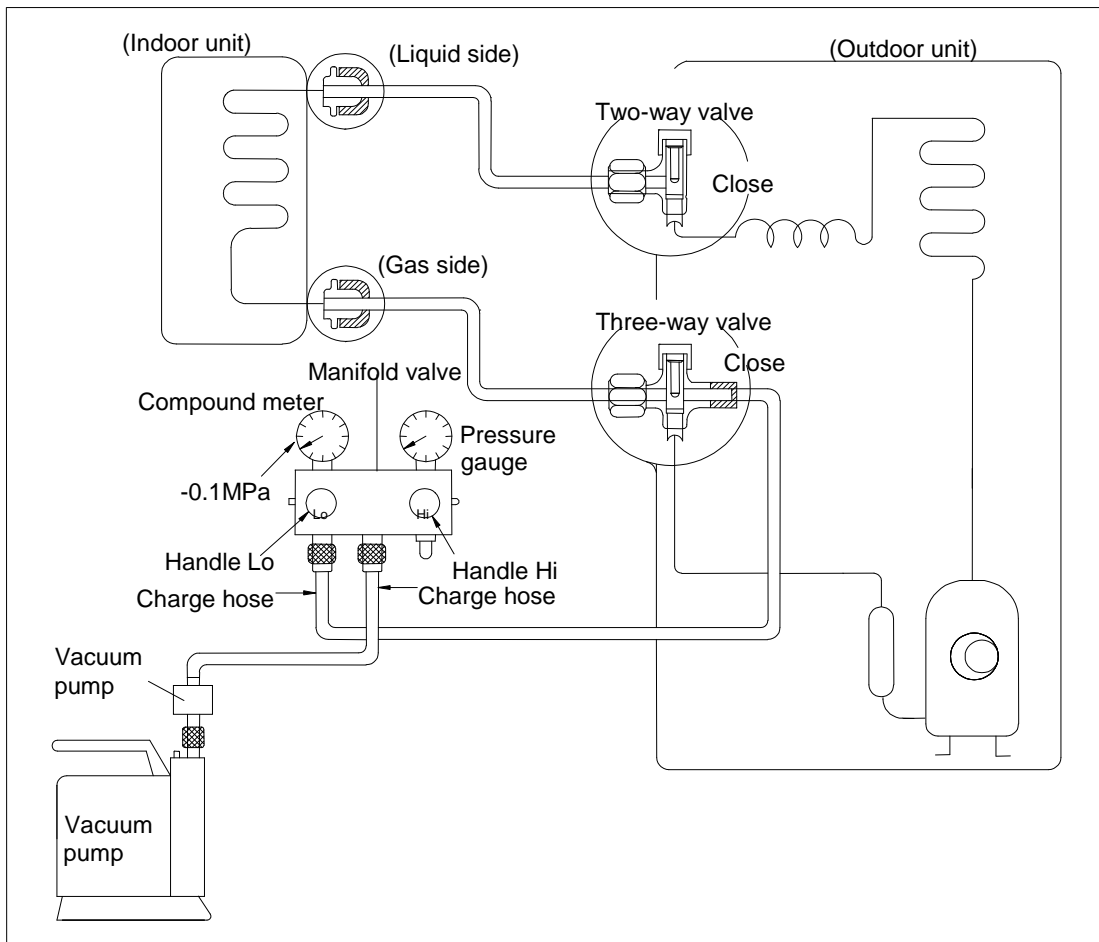 (Indoor unit)
(Liquid side)
(Outdoor unit)
Two-way valve
Close
(Gas side)
Three-way valve
Close
Manifold valve
Compound meter
Pressure
gauge
-0.1MPa
Lo
Hi
Handle Lo
Handle Hi
Charge hose
Charge hose
Vacuum
pump
Vacuum
pump